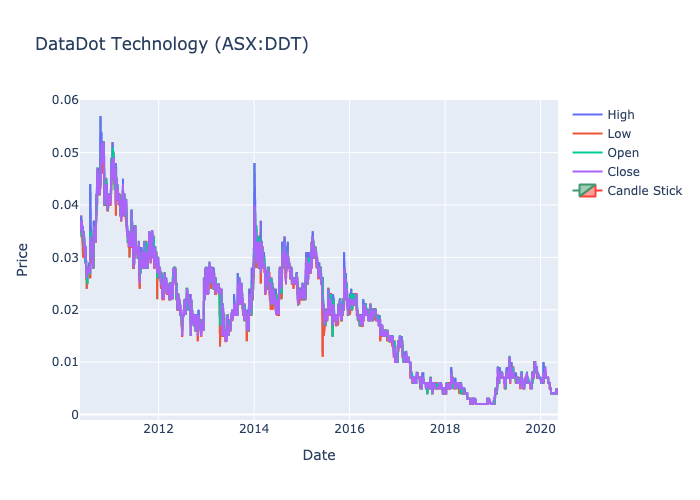 DataDot Technology (ASX:DDT)
0.06
0.05
0.04
0.03
0.02
0.01
0
2012
2014
2016
2018
2020
Price
Date
High
Low
Open
Close
Candle Stick